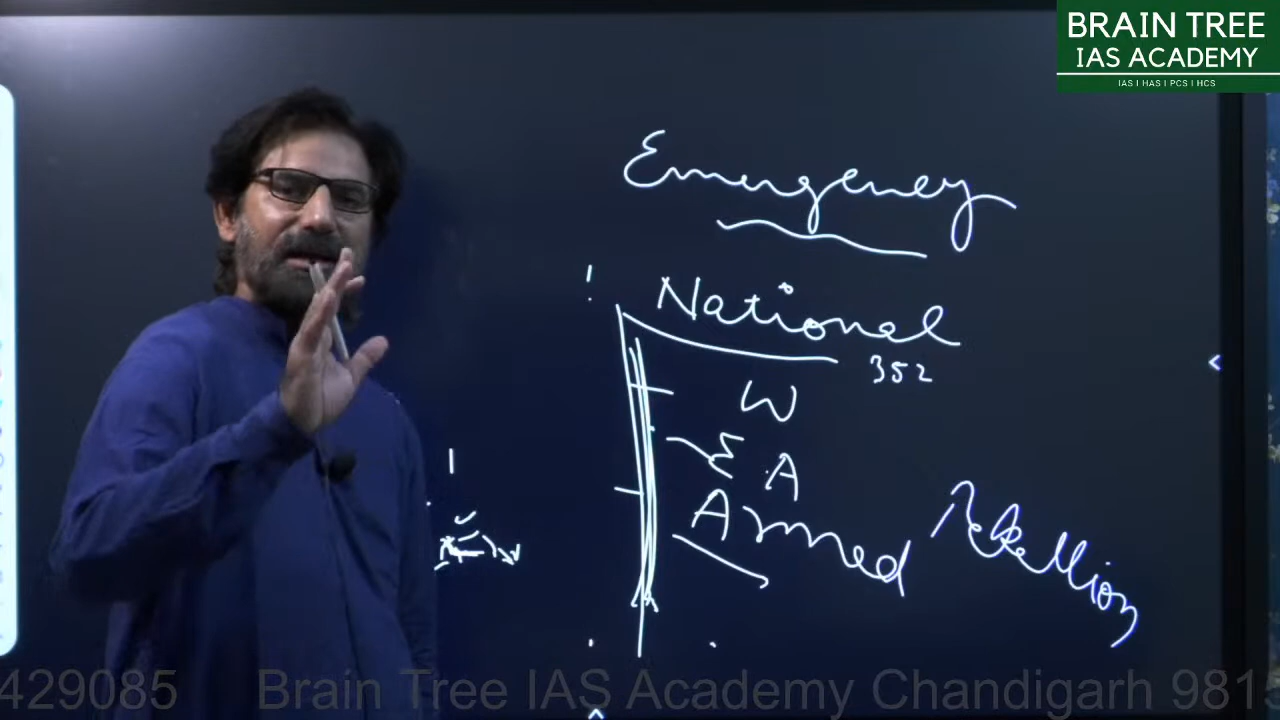 BRAIN TREE
IAS ACADEMY
IAS I HAS I PCS I HCS
Emergency
National
352
W
E A
Armed Rebellion
429085 Brain Tree IAS Academy Chandigarh 981